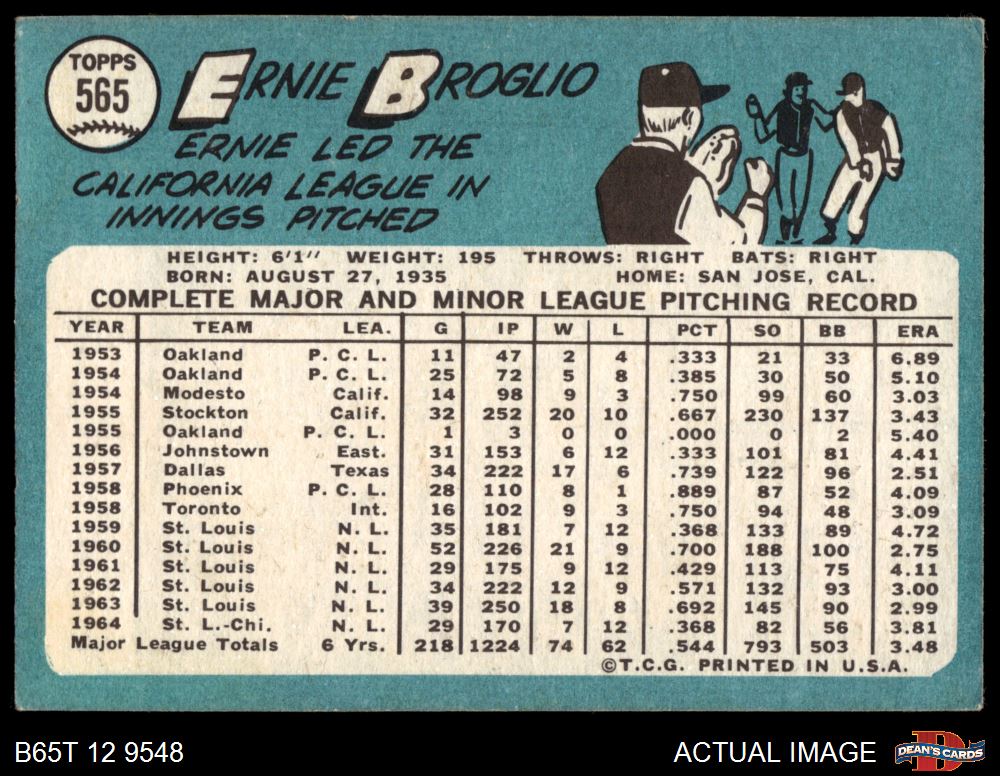 TOPPS
565
ERNIE BROGLIO
ERNIE LED THE
CALIFORNIA LEAGUE IN
INNINGS PITCHED
HEIGHT: 6'1" WEIGHT: 195 THROWS: RIGHT BATS: RIGHT
BORN: AUGUST 27, 1935 HOME: SAN JOSE, CAL.
COMPLETE MAJOR AND MINOR LEAGUE PITCHING RECORD
YEAR TEAM LEA. G IP W L PCT SO BB ERA
1953 Oakland P. C. L. 11 47 2 4 .333 21 33 6.89
1954 Oakland P. C. L. 25 72 5 8 .385 30 50 5.10
1954 Modesto Calif. 14 98 9 3 .750 99 60 3.03
1955 Stockton Calif. 32 252 20 10 .667 230 137 3.43
1955 Oakland P. C. L. 1 3 0 0 .000 0 2 5.40
1956 Johnstown East. 31 153 6 12 .333 101 81 4.41
1957 Dallas Texas 34 222 17 6 .739 122 96 2.51
1958 Phoenix P. C. L. 28 110 8 1 .889 87 52 4.09
1958 Toronto Int. 16 102 9 3 .750 94 48 3.09
1959 St. Louis N. L. 35 181 7 12 .368 133 89 4.72
1960 St. Louis N. L. 52 226 21 9 .700 188 100 2.75
1961 St. Louis N. L. 29 175 9 12 .429 113 75 4.11
1962 St. Louis N. L. 34 222 12 9 .571 132 93 3.00
1963 St. Louis N. L. 39 250 18 8 .692 145 90 2.99
1964 St. L.-Chi. N. L. 29 170 7 12 .368 82 56 3.81
Major League Totals 6 Yrs. 218 1224 74 62 .544 793 503 3.48
©T.C.G. PRINTED IN U.S.A.
B65T 12 9548
ACTUAL IMAGE
DEAN'S CARDS